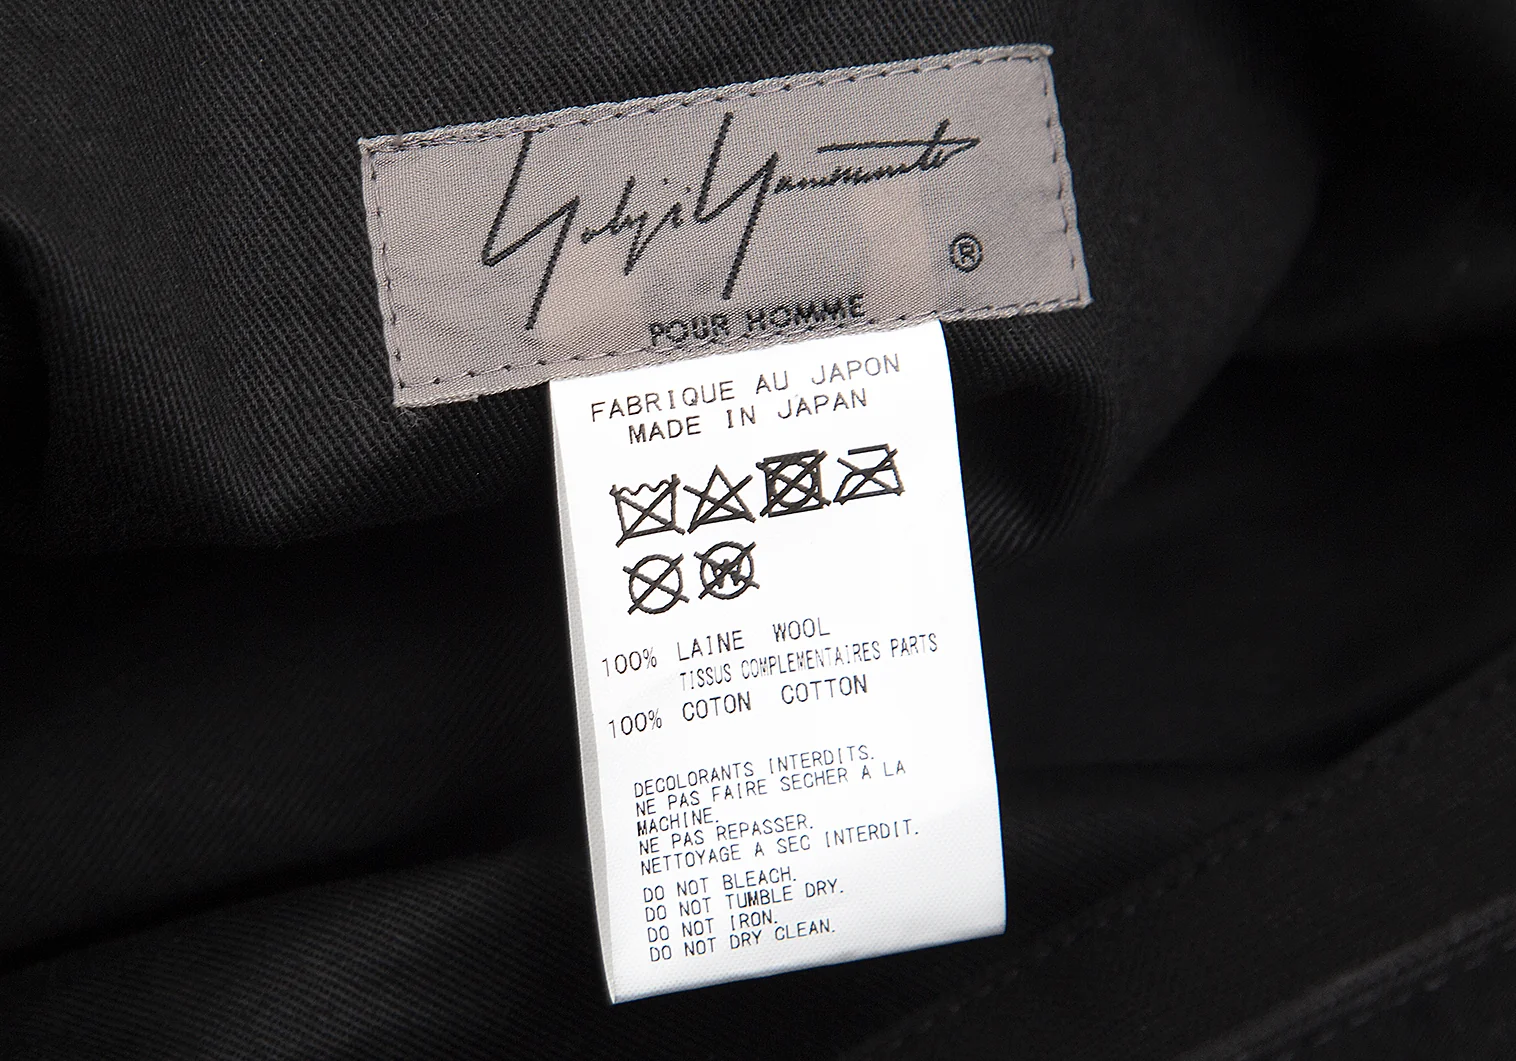 Yohji Yamamoto
®
POUR HOMME
FABRIQUE AU JAPON
MADE IN JAPAN
W
100% LAINE WOOL
TISSUS COMPLEMENTAIRES PARTS
100% COTON COTTON
DECOLORANTS INTERDITS.
NE PAS FAIRE SECHER A LA
MACHINE.
NE PAS REPASSER.
NETTOYAGE A SEC INTERDIT.
DO NOT BLEACH.
DO NOT TUMBLE DRY.
DO NOT IRON.
DO NOT DRY CLEAN.